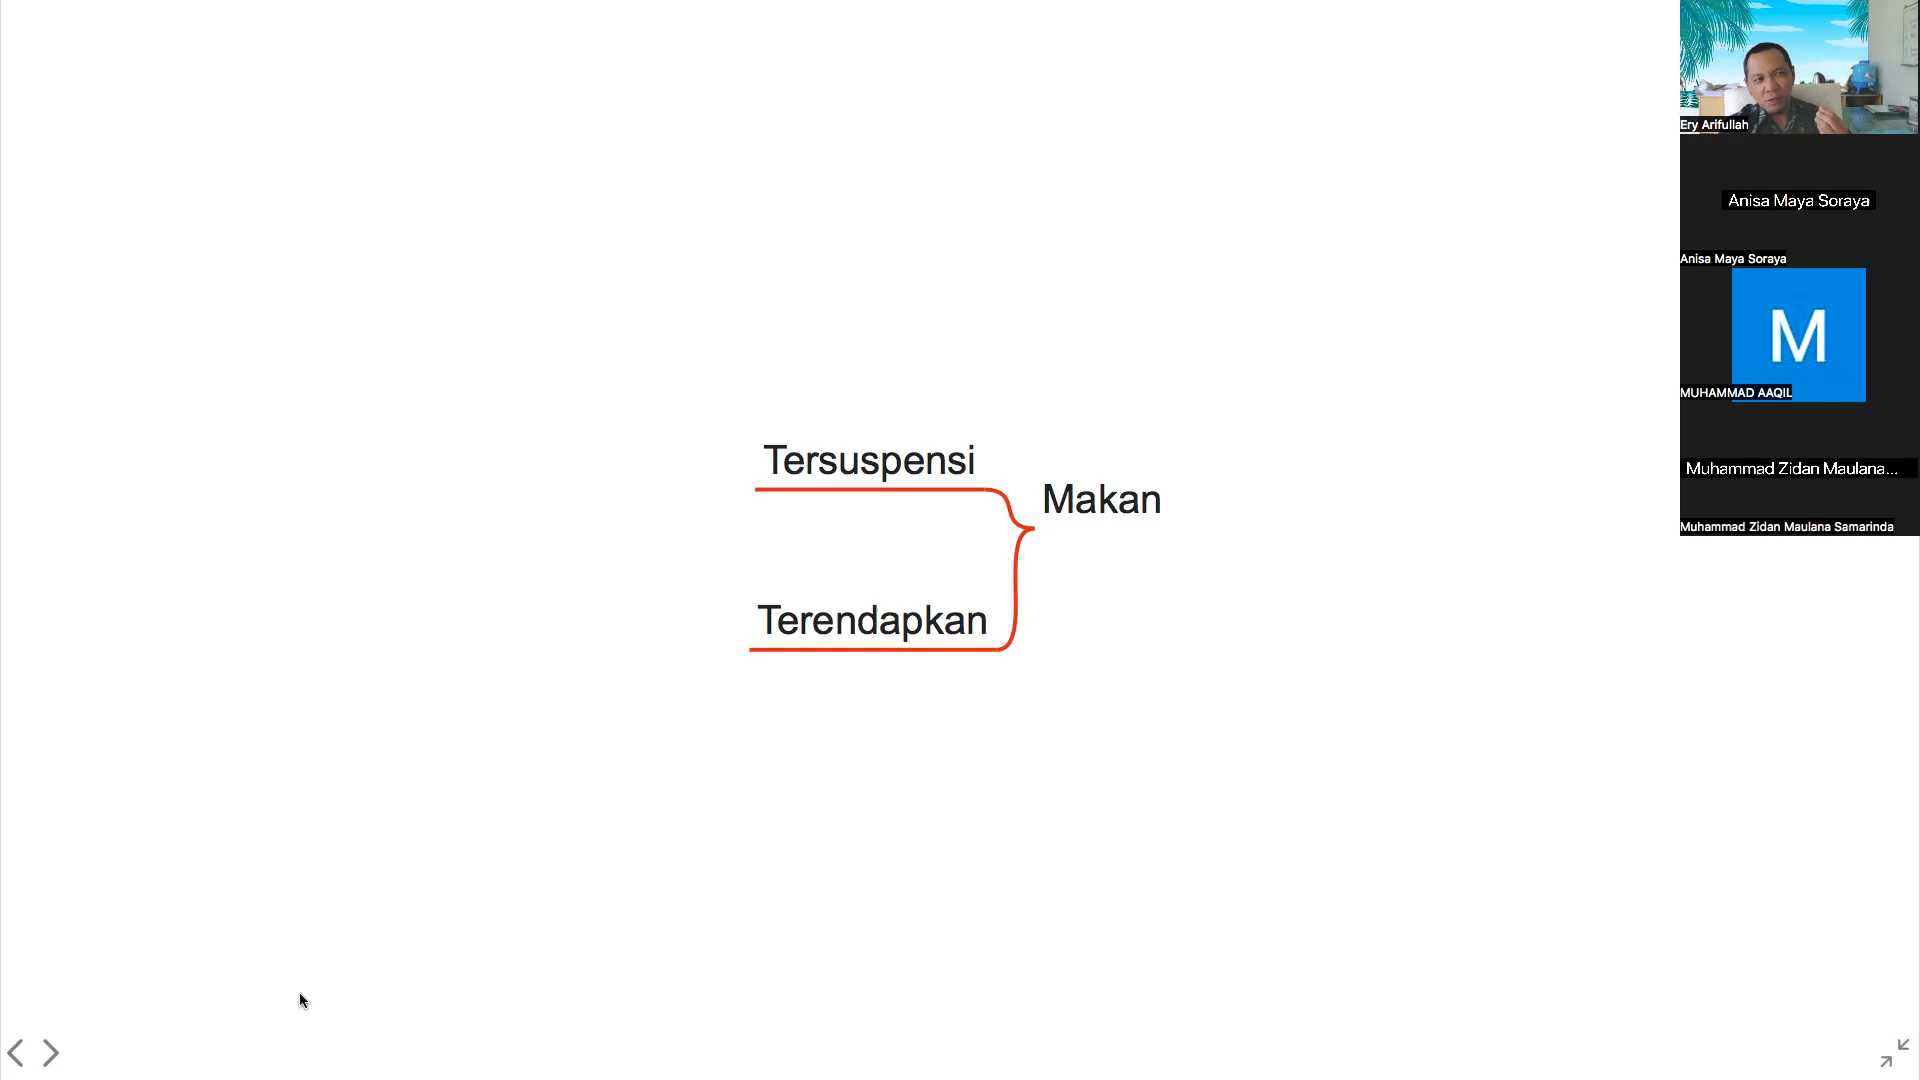 Tersuspensi
Makan
Terendapkan
Ery Arifullah
Anisa Maya Soraya
Anisa Maya Soraya
M
MUHAMMAD AAQIL
Muhammad Zidan Maulana...
Muhammad Zidan Maulana Samarinda